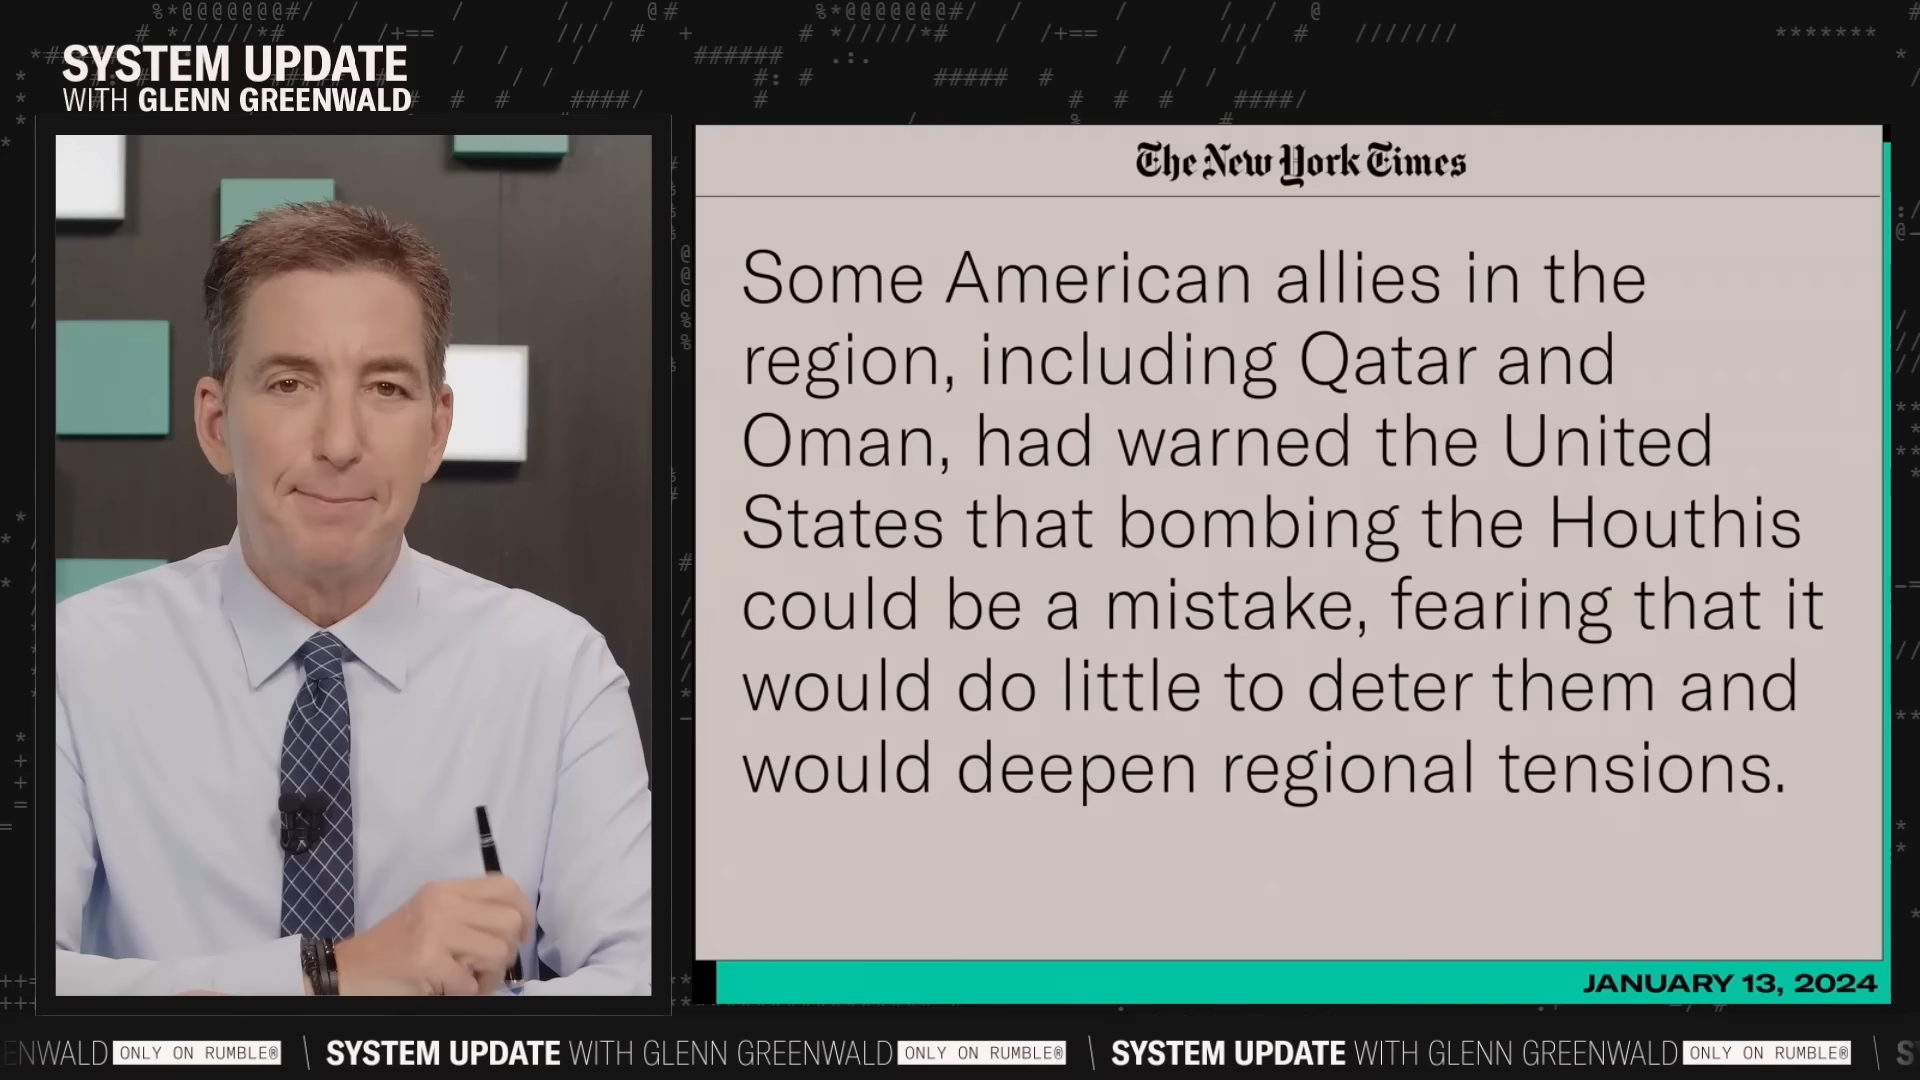 SYSTEM UPDATE
WITH GLENN GREENWALD
The New York Times
Some American allies in the
region, including Qatar and
Oman, had warned the United
States that bombing the Houthis
could be a mistake, fearing that it
would do little to deter them and
would deepen regional tensions.
JANUARY 13, 2024
ENWALD ONLY ON RUMBLE® \ SYSTEM UPDATE WITH GLENN GREENWALD ONLY ON RUMBLE® \ SYSTEM UPDATE WITH GLENN GREENWALD ONLY ON RUMBLE® \ S